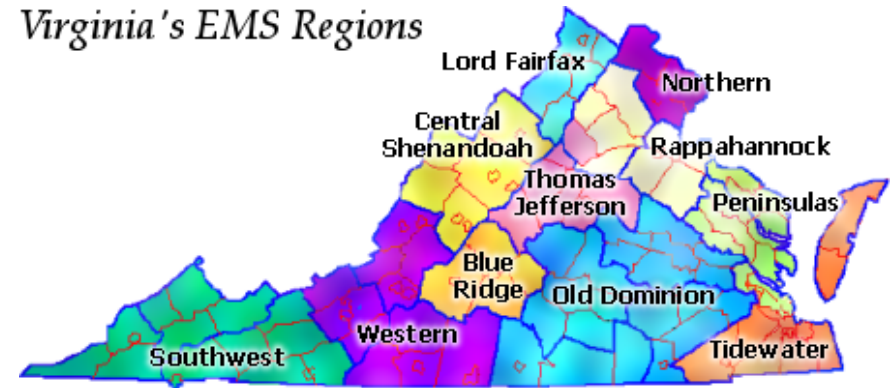 Virginia's EMS Regions
Lord Fairfax
Northern
Central
Shenandoah
Rappahannock
Thomas
Jefferson
Peninsulas
Blue
Ridge
Old Dominion
Western
Southwest
Tidewater